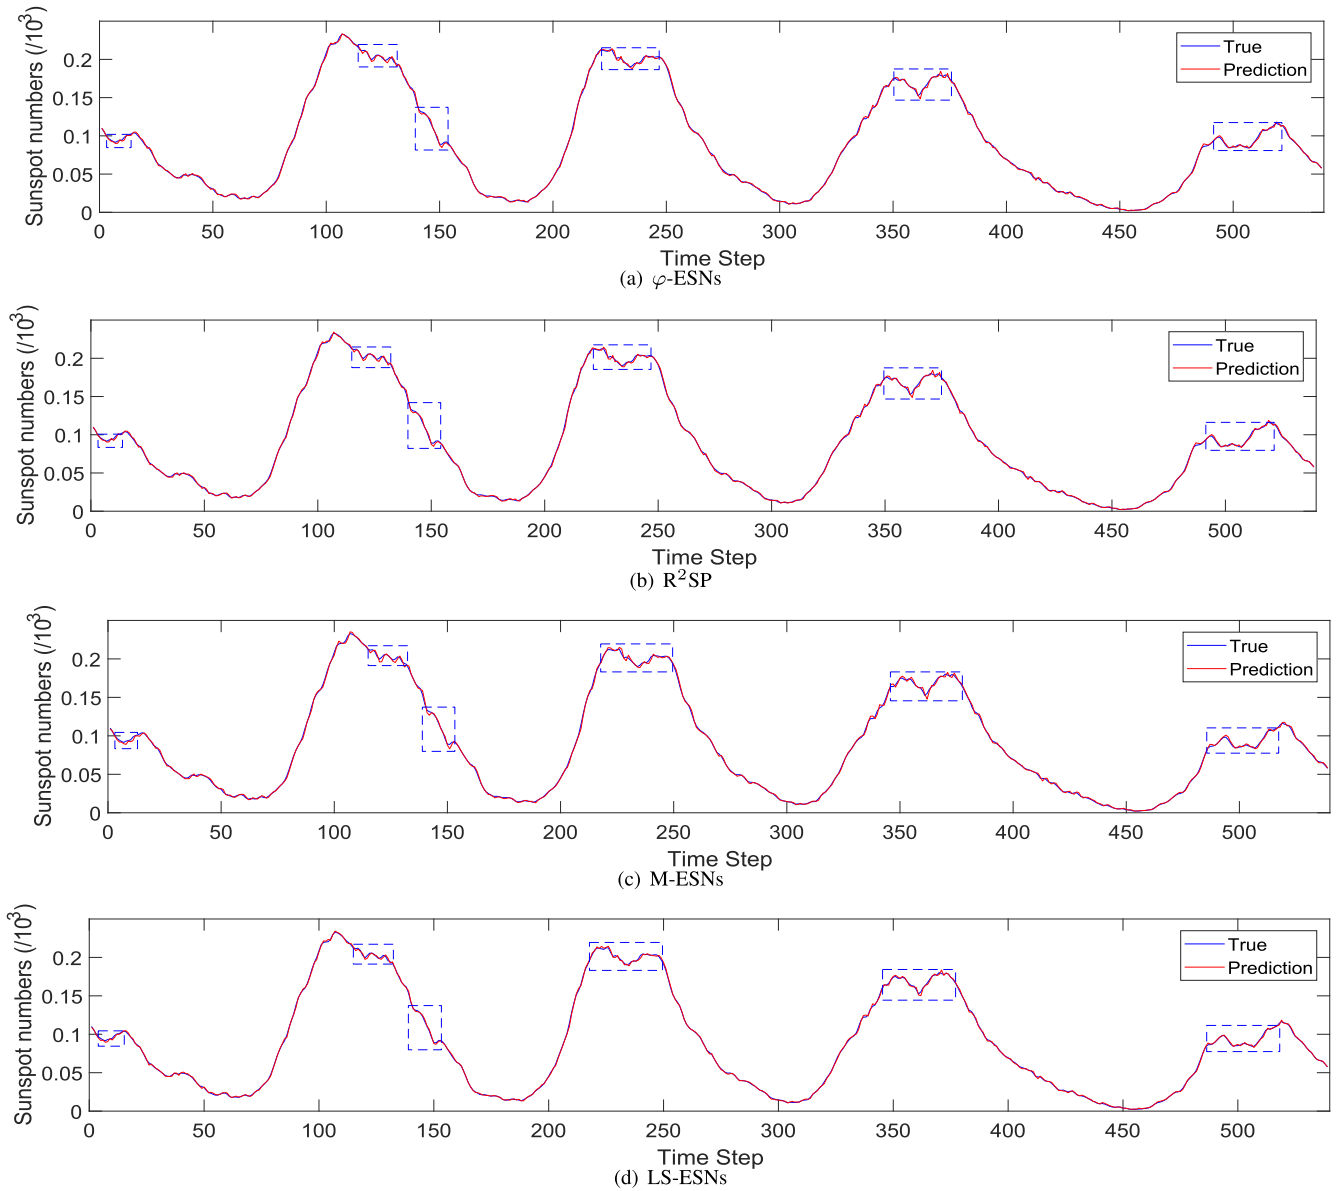 Sunspot numbers (/10³)
0.2
0.15
0.1
0.05
0
0 50 100 150 200 250 300 350 400 450 500
True
Prediction
Time Step
(a) φ-ESNs
Sunspot numbers (/10³)
0.2
0.15
0.1
0.05
0
0 50 100 150 200 250 300 350 400 450 500
True
Prediction
Time Step
(b) R²SP
Sunspot numbers (/10³)
0.2
0.15
0.1
0.05
0
0 50 100 150 200 250 300 350 400 450 500
True
Prediction
Time Step
(c) M-ESNs
Sunspot numbers (/10³)
0.2
0.15
0.1
0.05
0
0 50 100 150 200 250 300 350 400 450 500
True
Prediction
Time Step
(d) LS-ESNs